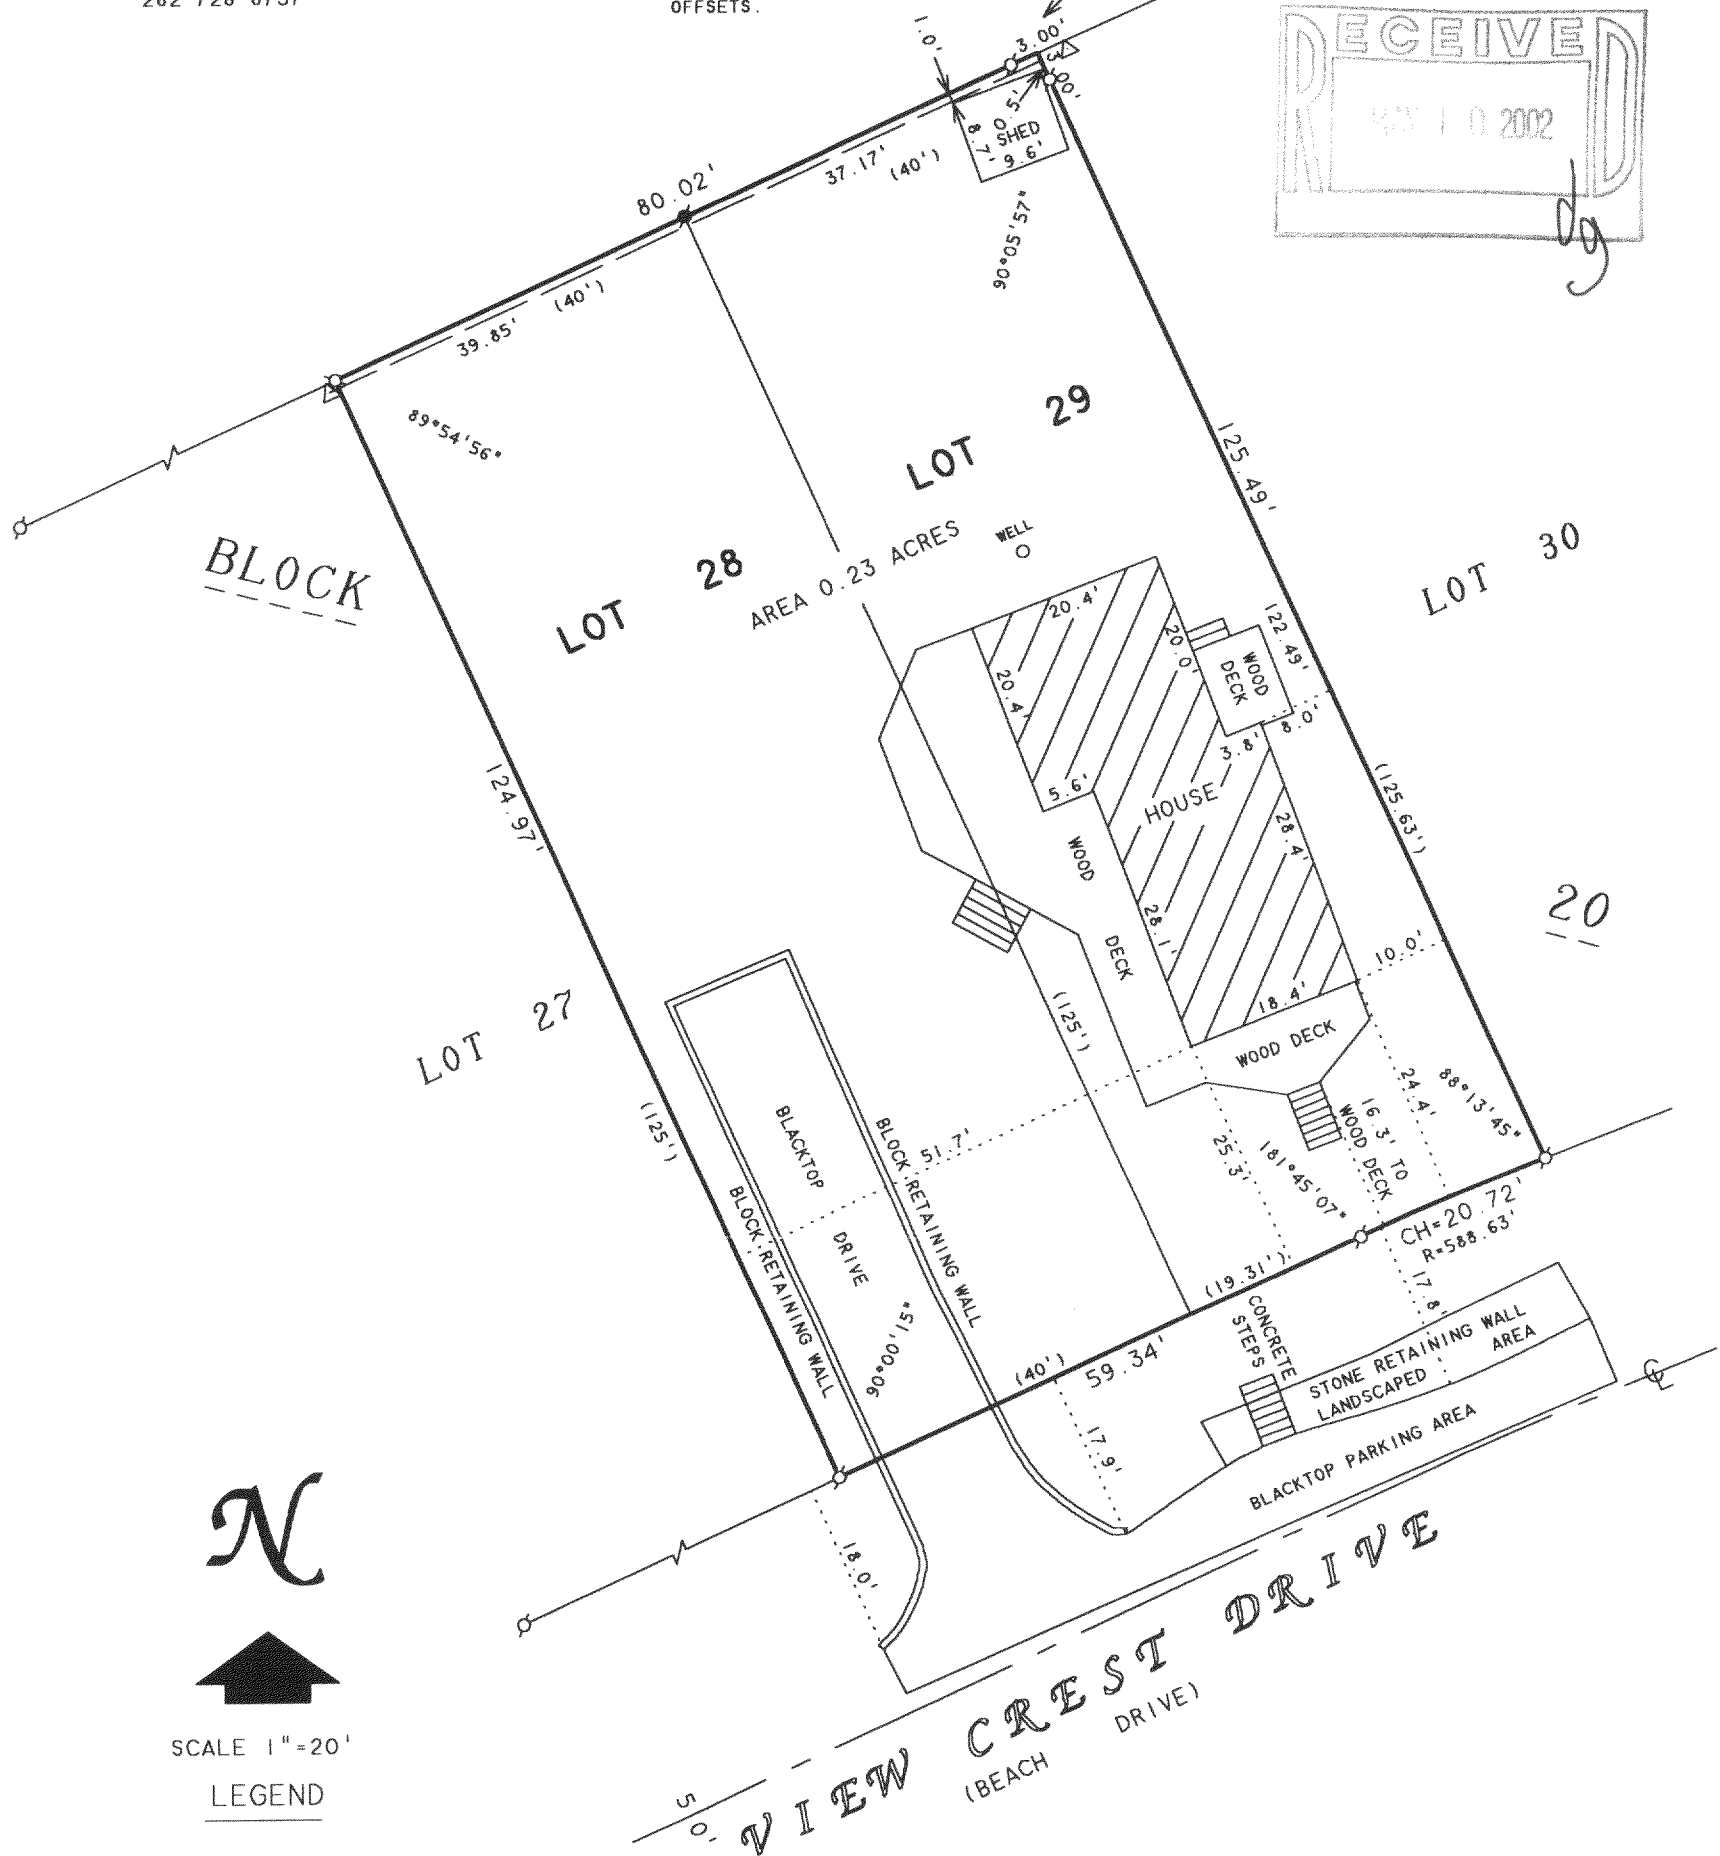 OFFSETS.
RECEIVED
1 0 2002
dg
1.0'
3.00'
3.00'
0.5'
SHED
8.7'
9.6'
80.02'
37.17'
(40')
90°05'57"
39.85'
(40')
89°54'56"
LOT 29
125.49'
BLOCK
WELL
LOT 28
AREA 0.23 ACRES
LOT 30
20.4'
20.0'
122.49'
WOOD
DECK
20.4'
8.0'
3.8'
5.6'
HOUSE
124.97'
(125.63')
28.4'
WOOD
DECK
28.1'
20
10.0'
18.4'
LOT 27
(125')
WOOD DECK
24.4'
88°13'45"
(125')
BLACKTOP
DRIVE
BLOCK RETAINING WALL
51.7'
25.3'
16.3' TO
WOOD DECK
181°45'07"
BLOCK RETAINING WALL
CH=20.72'
R=588.63'
(19.31')
17.8'
CONCRETE
STEPS
90°00'15"
(40')
59.34'
STONE RETAINING WALL
LANDSCAPED AREA
BLACKTOP PARKING AREA
17.9'
18.0'
N
SCALE 1"=20'
LEGEND
VIEW CREST DRIVE
(BEACH DRIVE)
50'